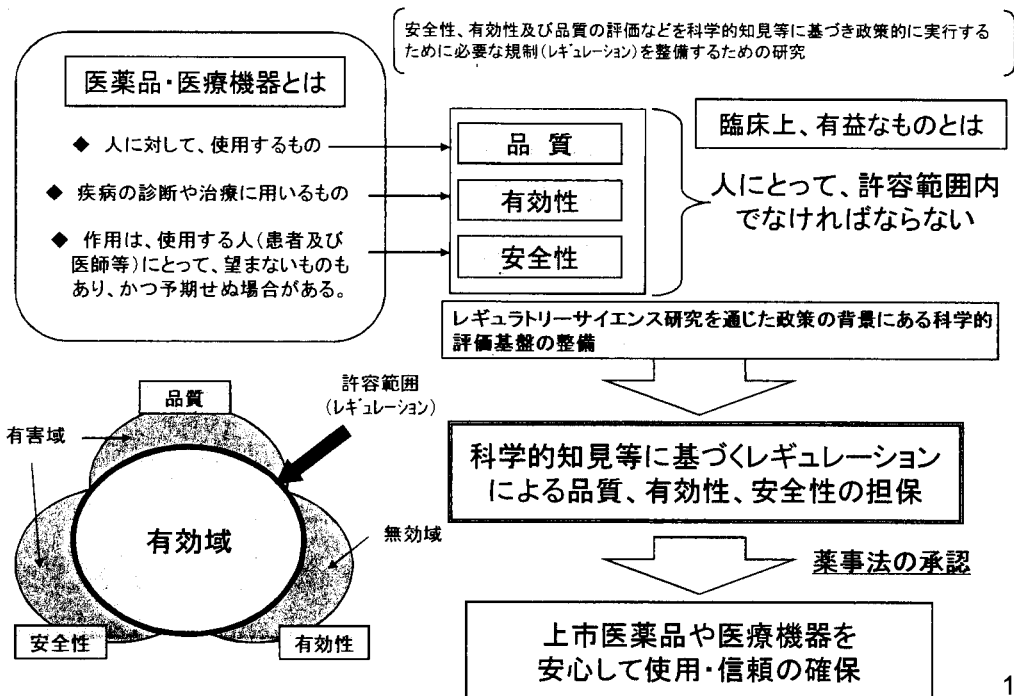 安全性、有効性及び品質の評価などを科学的知見等に基づき政策的に実行する
ために必要な規制(レギュレーション)を整備するための研究
医薬品・医療機器とは
◆ 人に対して、使用するもの
◆ 疾病の診断や治療に用いるもの
◆ 作用は、使用する人(患者及び
医師等)にとって、望まないものも
あり、かつ予期せぬ場合がある。
品 質
有効性
安全性
臨床上、有益なものとは
人にとって、許容範囲内
でなければならない
レギュラトリーサイエンス研究を通じた政策の背景にある科学的
評価基盤の整備
品質
許容範囲
(レギュレーション)
有害域
有効域
無効域
安全性
有効性
科学的知見等に基づくレギュレーション
による品質、有効性、安全性の担保
薬事法の承認
上市医薬品や医療機器を
安心して使用・信頼の確保
1